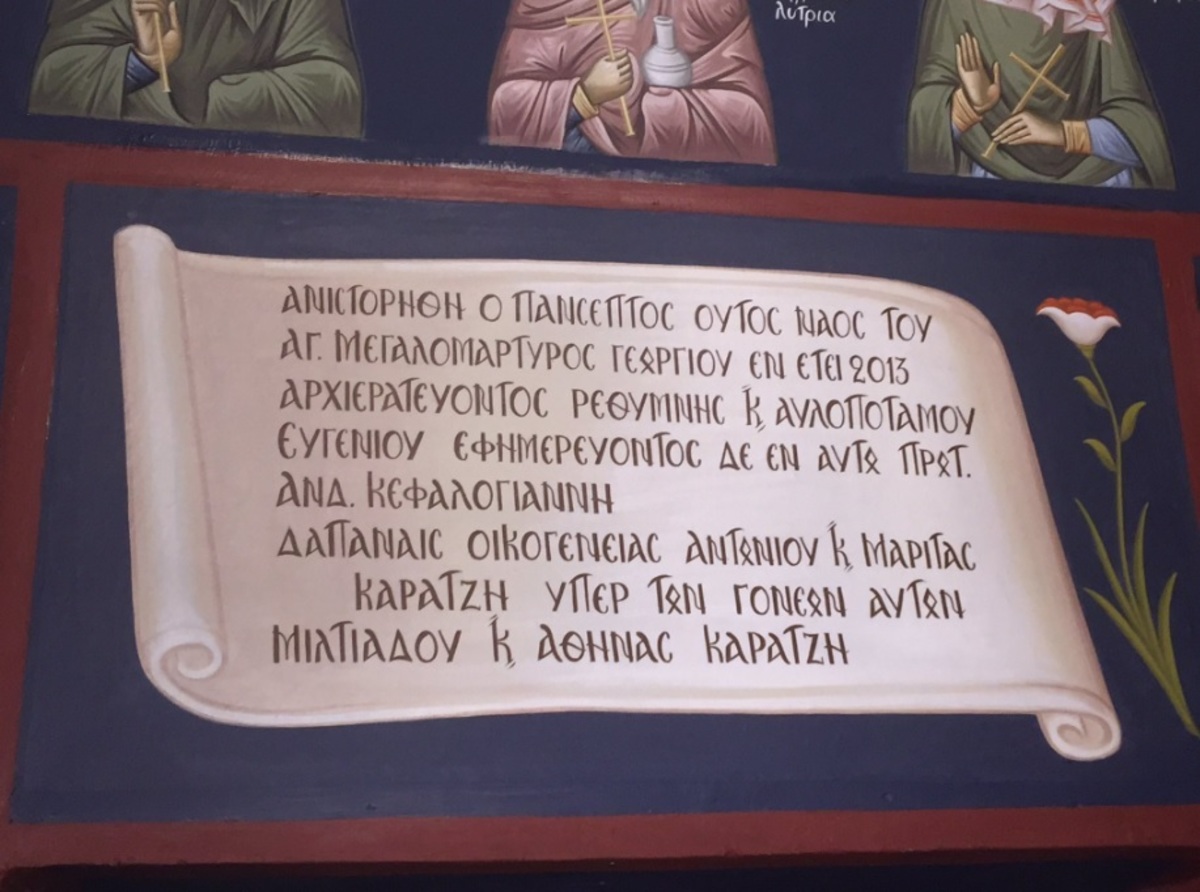 λυτρια
ΑΝΙΣΤΟΡΗΘΗ Ο ΠΑΝΣΕΠΤΟΣ ΟΥΤΟΣ ΝΑΟΣ ΤΟΥ
ΑΓ. ΜΕΓΑΛΟΜΑΡΤΥΡΟΣ ΓΕΩΡΓΙΟΥ ΕΝ ΕΤΕΙ 2013
ΑΡΧΙΕΡΑΤΕΥΟΝΤΟΣ ΡΕΘΥΜΝΗΣ Κ̓, ΑΥΛΟΠΟΤΑΜΟΥ
ΕΥΓΕΝΙΟΥ ΕΦΗΜΕΡΕΥΟΝΤΟΣ ΔΕ ΕΝ ΑΥΤΩ ΠΡΩΤ.
ΑΝΔ. ΚΕΦΑΛΟΓΙΑΝΝΗ
ΔΑΠΑΝΑΙΣ ΟΙΚΟΓΕΝΕΙΑΣ ΑΝΤΩΝΙΟΥ Κ̓, ΜΑΡΙΤΑΣ
ΚΑΡΑΤΖΗ ΥΠΕΡ ΤΩΝ ΓΟΝΕΩΝ ΑΥΤΩΝ
ΜΙΛΤΙΑΔΟΥ Κ̓, ΑΘΗΝΑΣ ΚΑΡΑΤΖΗ